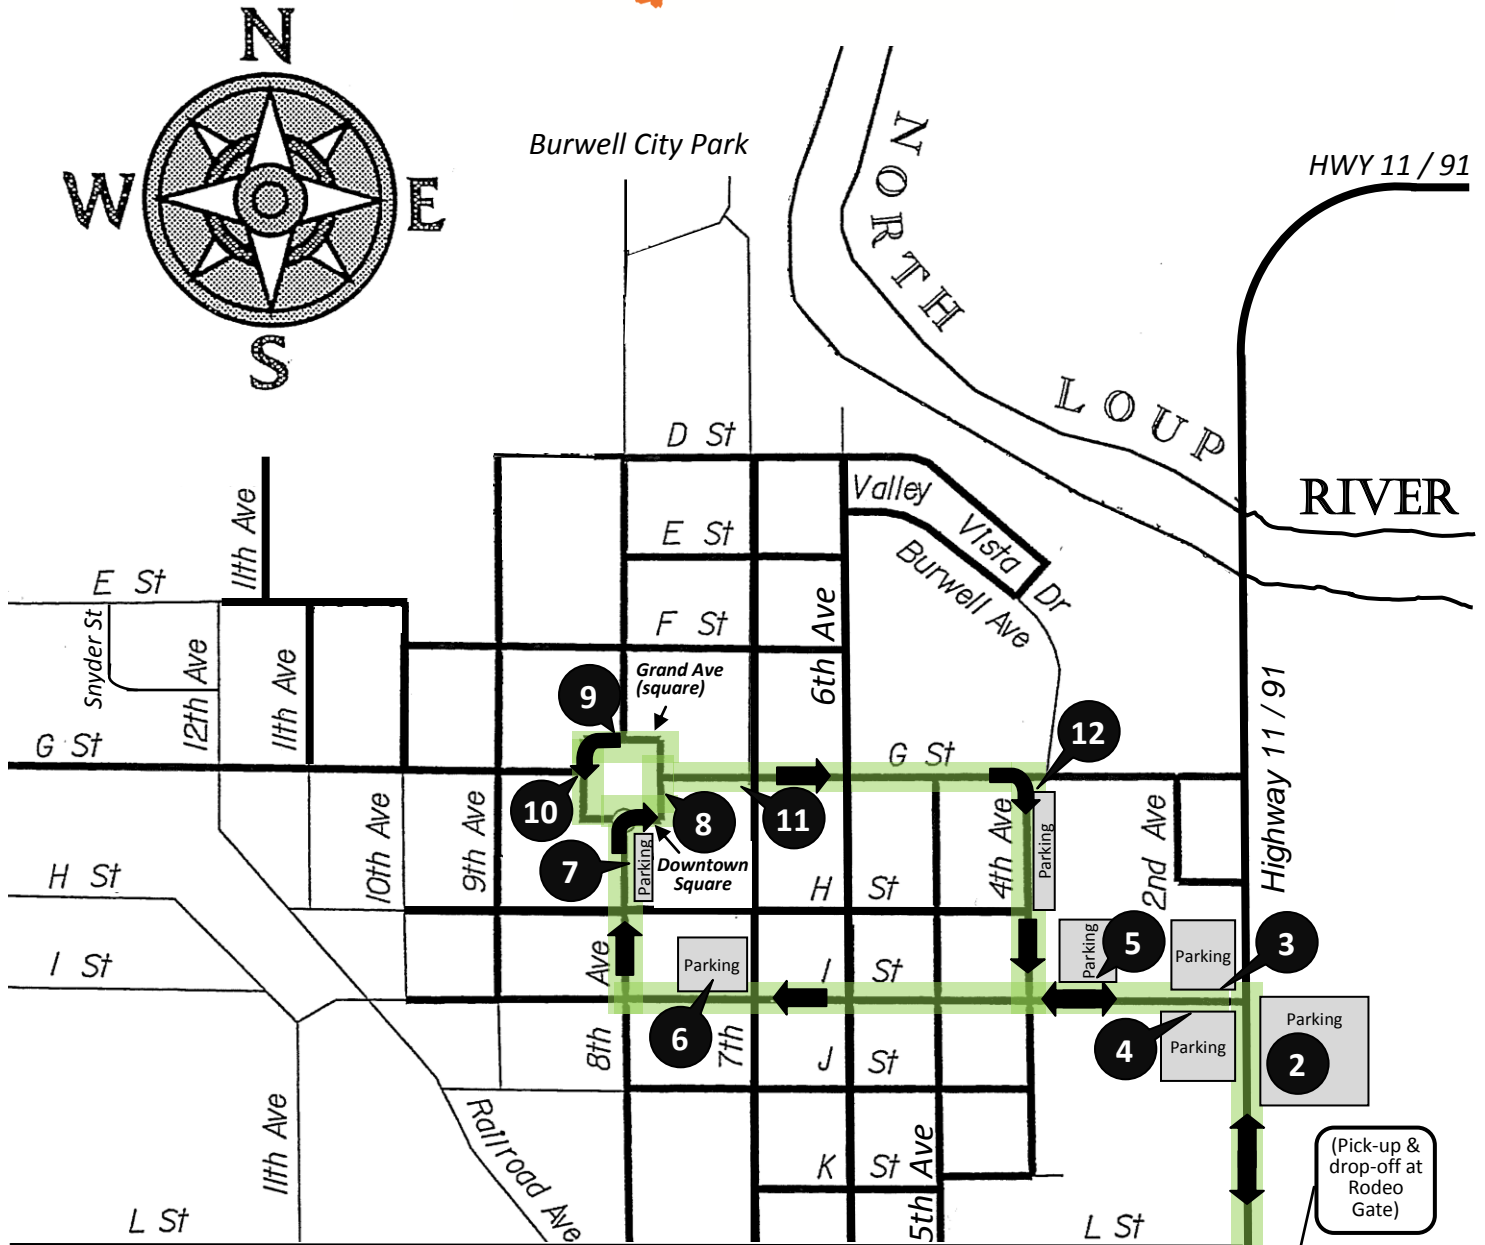 N
W
E
S
Burwell City Park
HWY 11 / 91
NORTH
LOUP
RIVER
D St
Valley
Vista
Dr
E St
Burwell Ave
11th Ave
E St
Snyder St
12th Ave
11th Ave
F St
6th Ave
Grand Ave
(square)
9
12
G St
G St
Highway 11 / 91
10
8
11
10th Ave
9th Ave
4th Ave
2nd Ave
Parking
Parking
7
Downtown
Square
H St
H St
I St
Ave
8th
Parking
I St
Parking
5
Parking
3
6
7th
4
Parking
Parking
2
J St
11th Ave
Railroad Ave
K St
5th Ave
L St
L St
(Pick-up &
drop-off at
Rodeo
Gate)